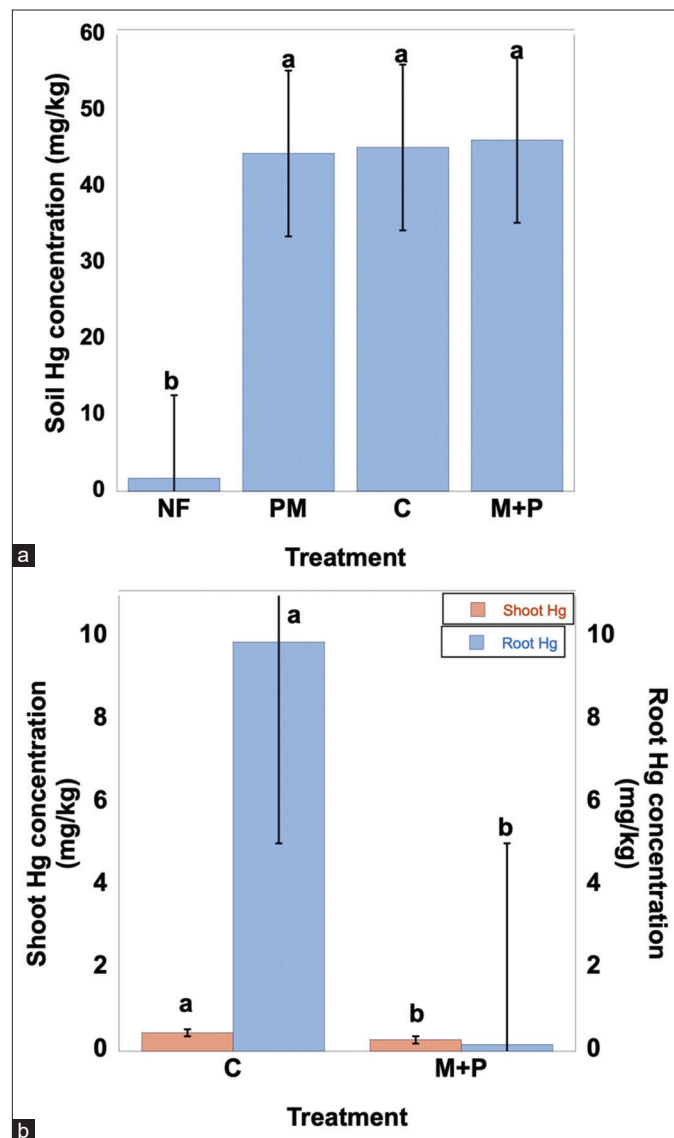 60
50
40
30
20
10
0
Soil Hg concentration (mg/kg)
b
a
a
a
NF PM C M+P
Treatment
a
Shoot Hg
Root Hg
10
8
6
4
2
0
Shoot Hg concentration
(mg/kg)
a
a
b
b
10
8
6
4
2
0
Root Hg concentration
(mg/kg)
C M+P
Treatment
b